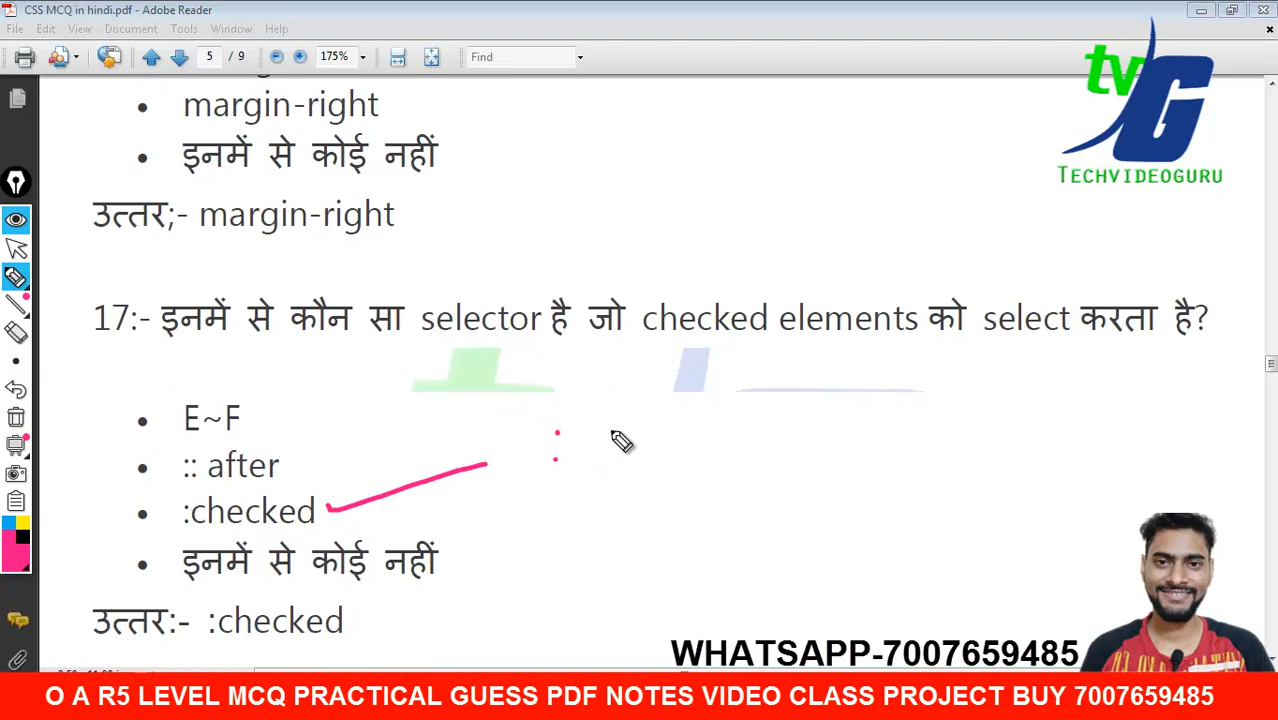 CSS MCQ in hindi.pdf - Adobe Reader
File Edit View Document Tools Window Help
5 / 9 175% Find
tvG
TECHVIDEOGURU
• margin-right
• इनमें से कोई नहीं
उत्तर;- margin-right
17:- इनमें से कौन सा selector है जो checked elements को select करता है?
• E~F
• :: after
• :checked
• इनमें से कोई नहीं
उत्तर:- :checked
WHATSAPP-7007659485
O A R5 LEVEL MCQ PRACTICAL GUESS PDF NOTES VIDEO CLASS PROJECT BUY 7007659485